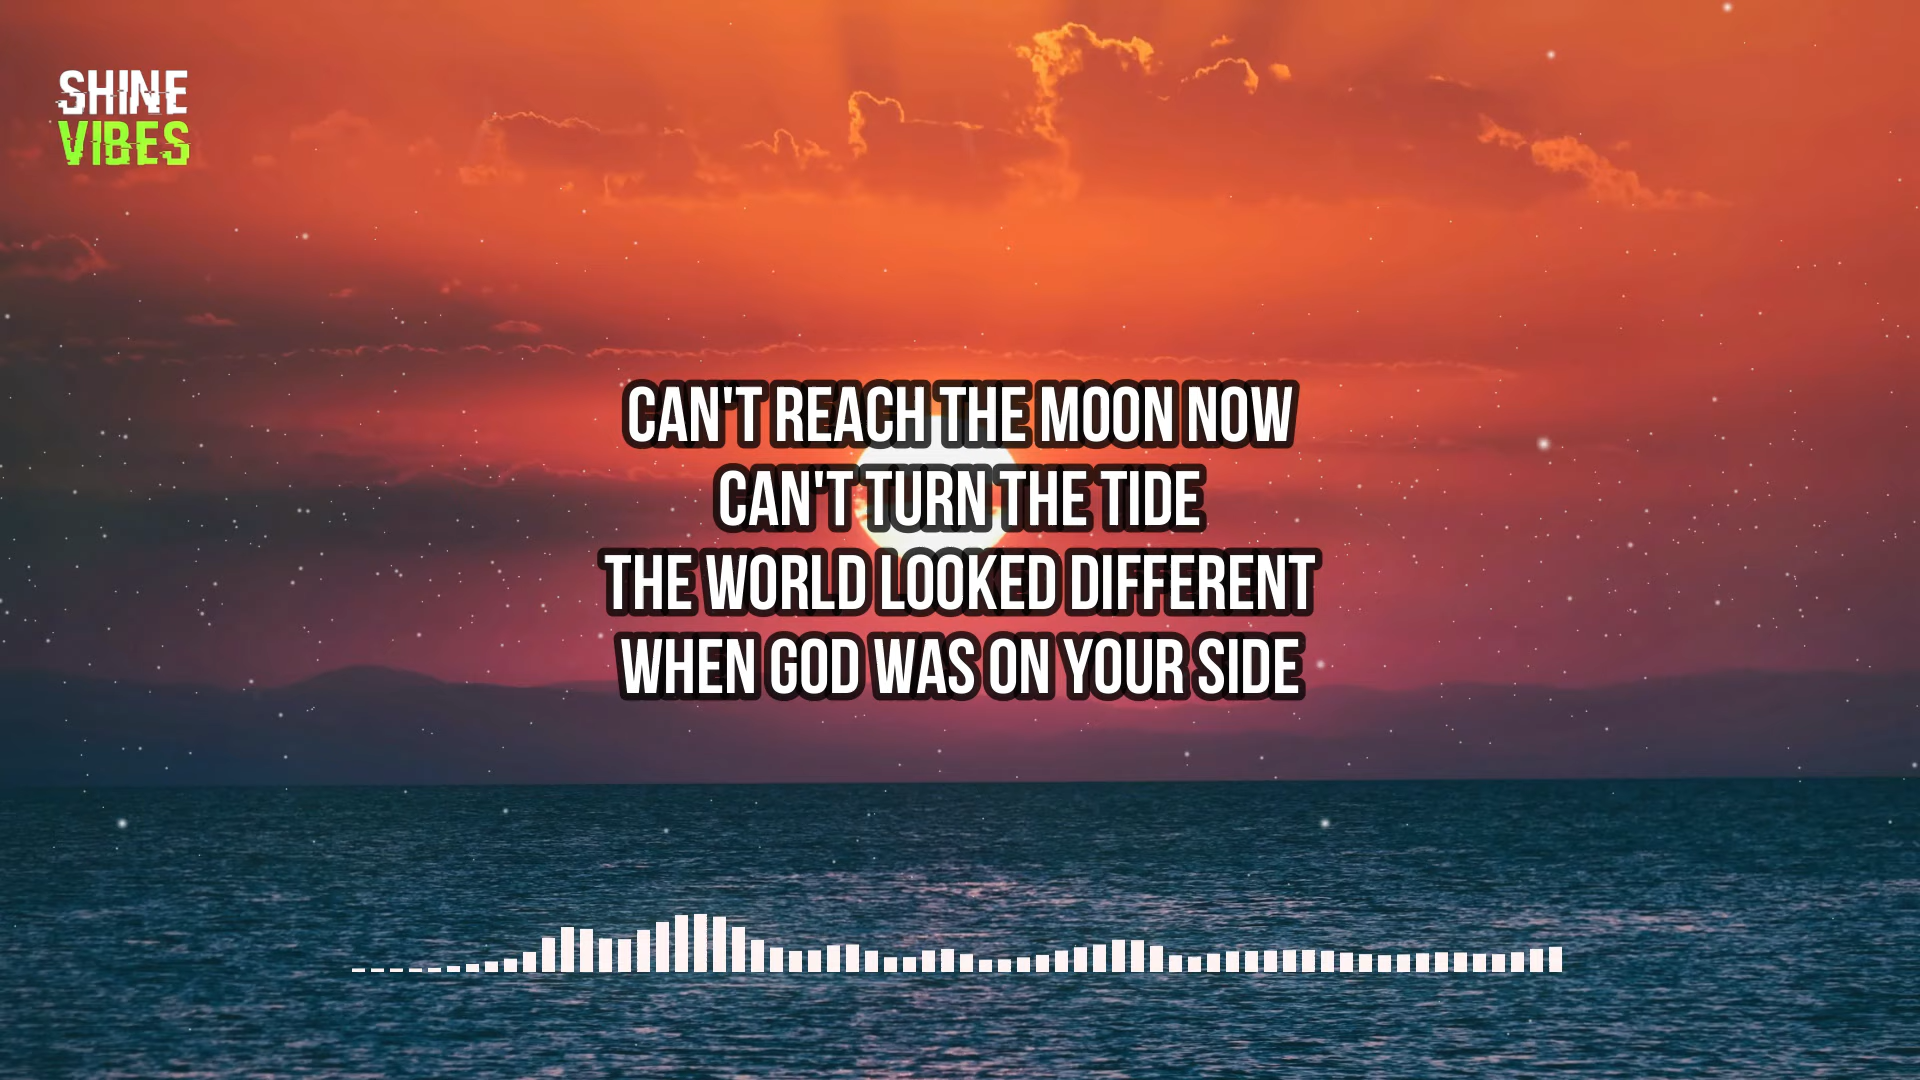 SHINE
VIBES
CAN'T REACH THE MOON NOW
CAN'T TURN THE TIDE
THE WORLD LOOKED DIFFERENT
WHEN GOD WAS ON YOUR SIDE